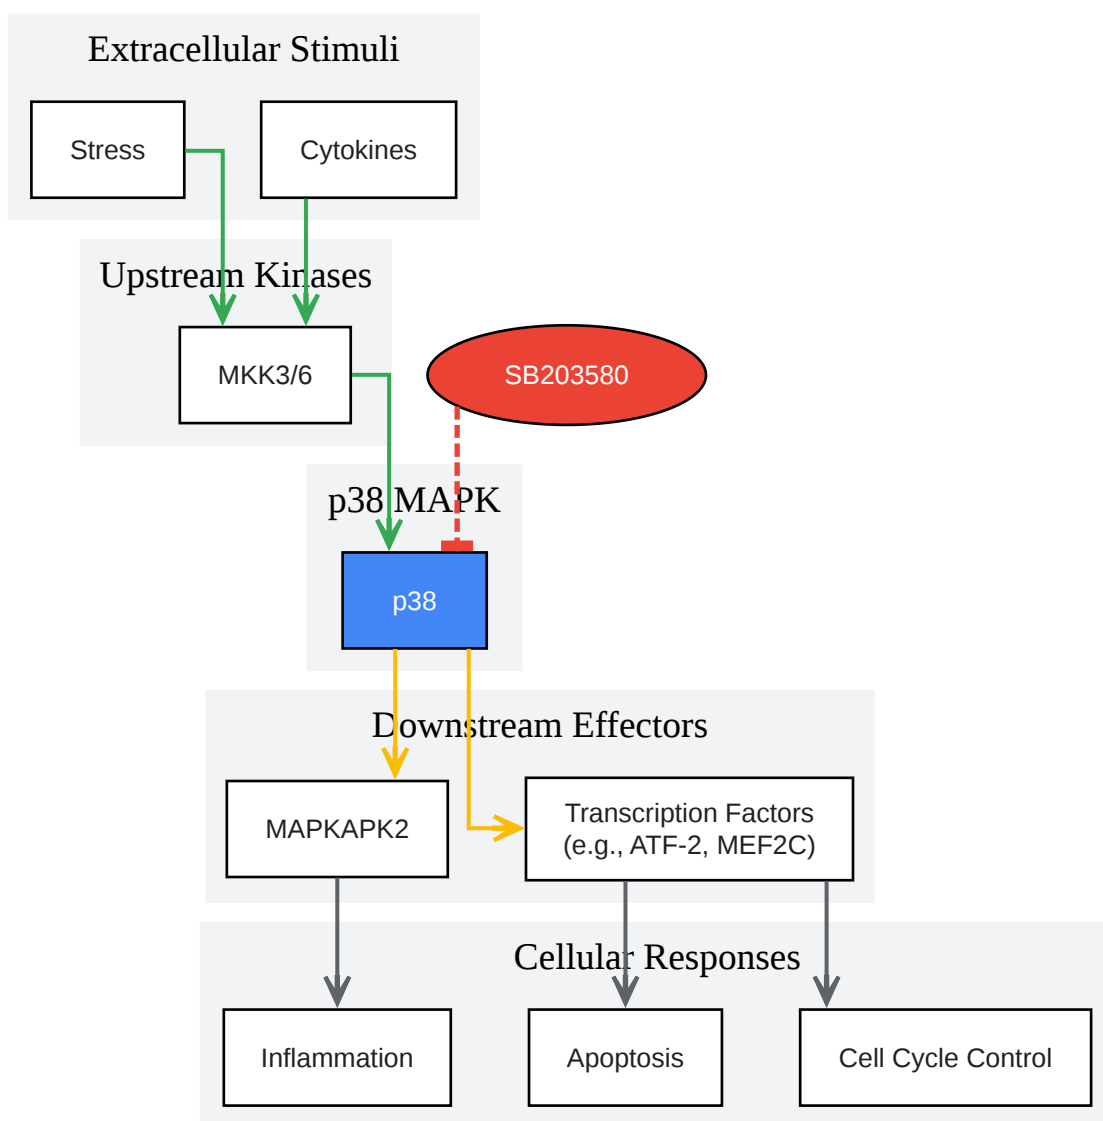 Extracellular Stimuli
Stress
Cytokines
Upstream Kinases
MKK3/6
SB203580
p38 MAPK
p38
Downstream Effectors
MAPKAPK2
Transcription Factors
(e.g., ATF-2, MEF2C)
Cellular Responses
Inflammation
Apoptosis
Cell Cycle Control